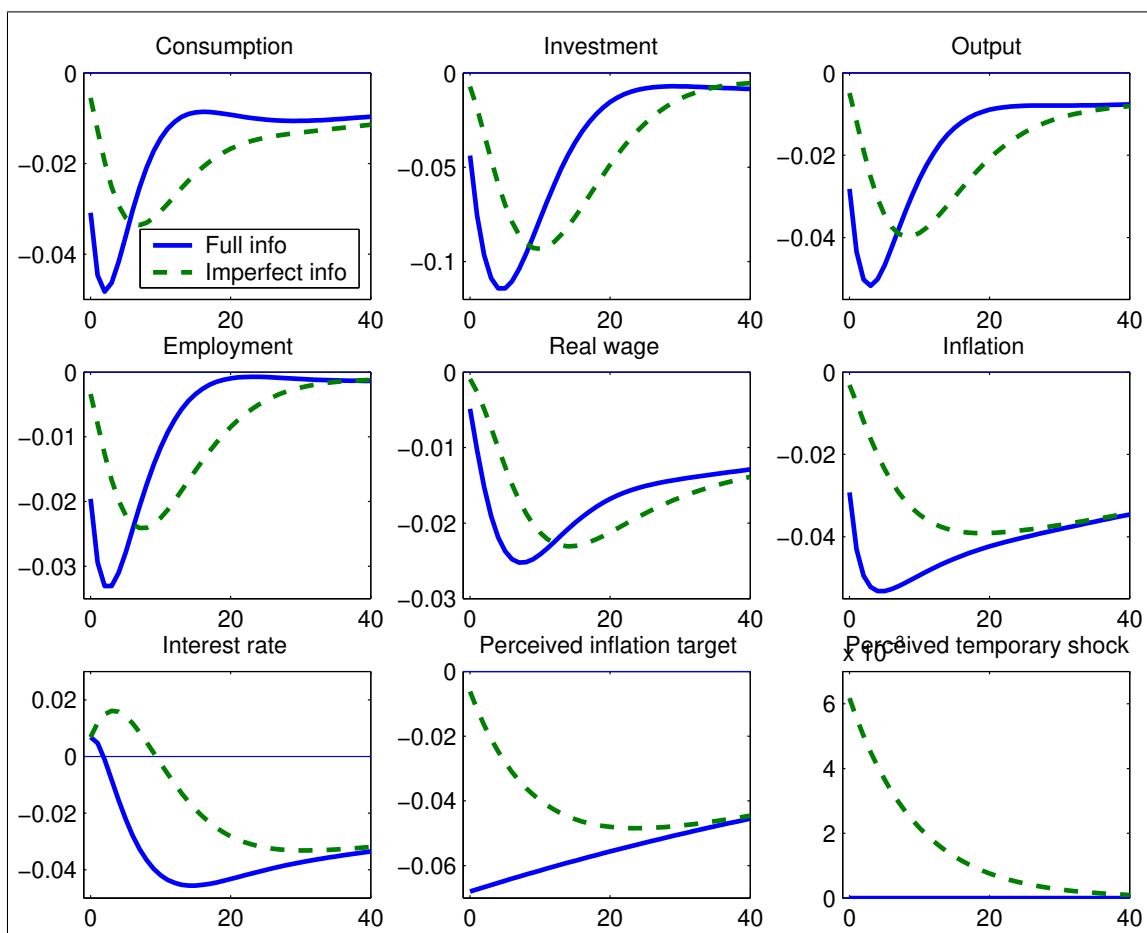 Consumption
Investment
Output
0
−0.02
−0.04
0 20 40
Full info
Imperfect info
0
−0.05
−0.1
0 20 40
0
−0.02
−0.04
0 20 40
Employment
Real wage
Inflation
0
−0.01
−0.02
−0.03
0 20 40
0
−0.01
−0.02
−0.03
0 20 40
0
−0.02
−0.04
0 20 40
Interest rate
Perceived inflation target
Perceived temporary shock
0.02
0
−0.02
−0.04
0 20 40
0
−0.02
−0.04
−0.06
0 20 40
x 10
6
4
2
0
0 20 40